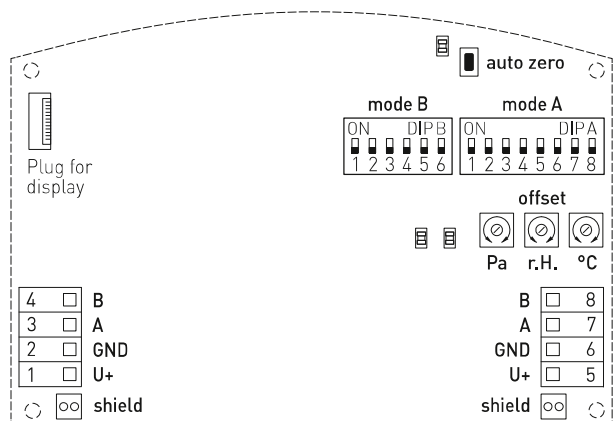 auto zero
mode B mode A
ON DIP B ON DIP A
1 2 3 4 5 6 1 2 3 4 5 6 7 8
Plug for
display
offset
Pa r.H. °C
4 B B 8
3 A A 7
2 GND GND 6
1 U+ U+ 5
shield shield